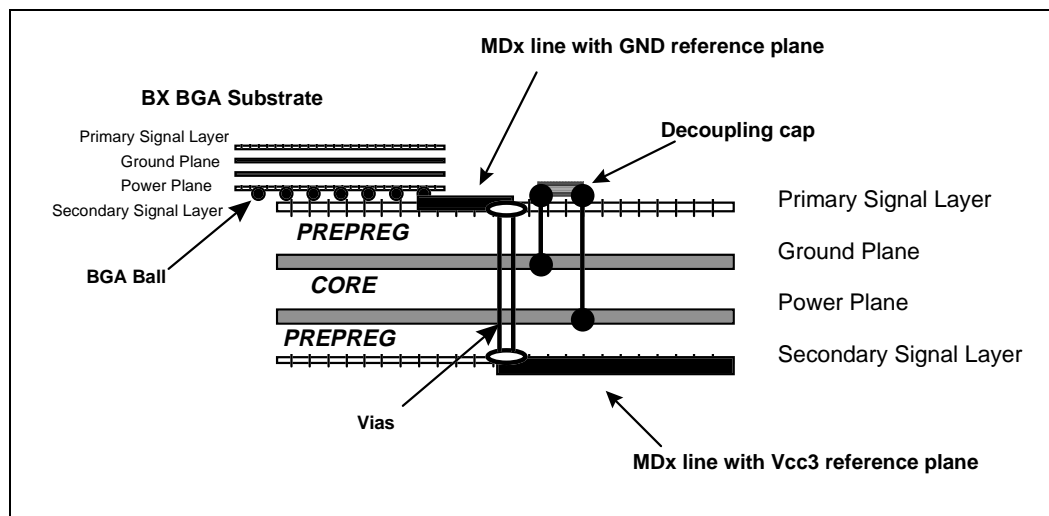 MDx line with GND reference plane
BX BGA Substrate
Decoupling cap
Primary Signal Layer
Ground Plane
Power Plane
Secondary Signal Layer
BGA Ball
PREPREG
CORE
PREPREG
Primary Signal Layer
Ground Plane
Power Plane
Secondary Signal Layer
Vias
MDx line with Vcc3 reference plane